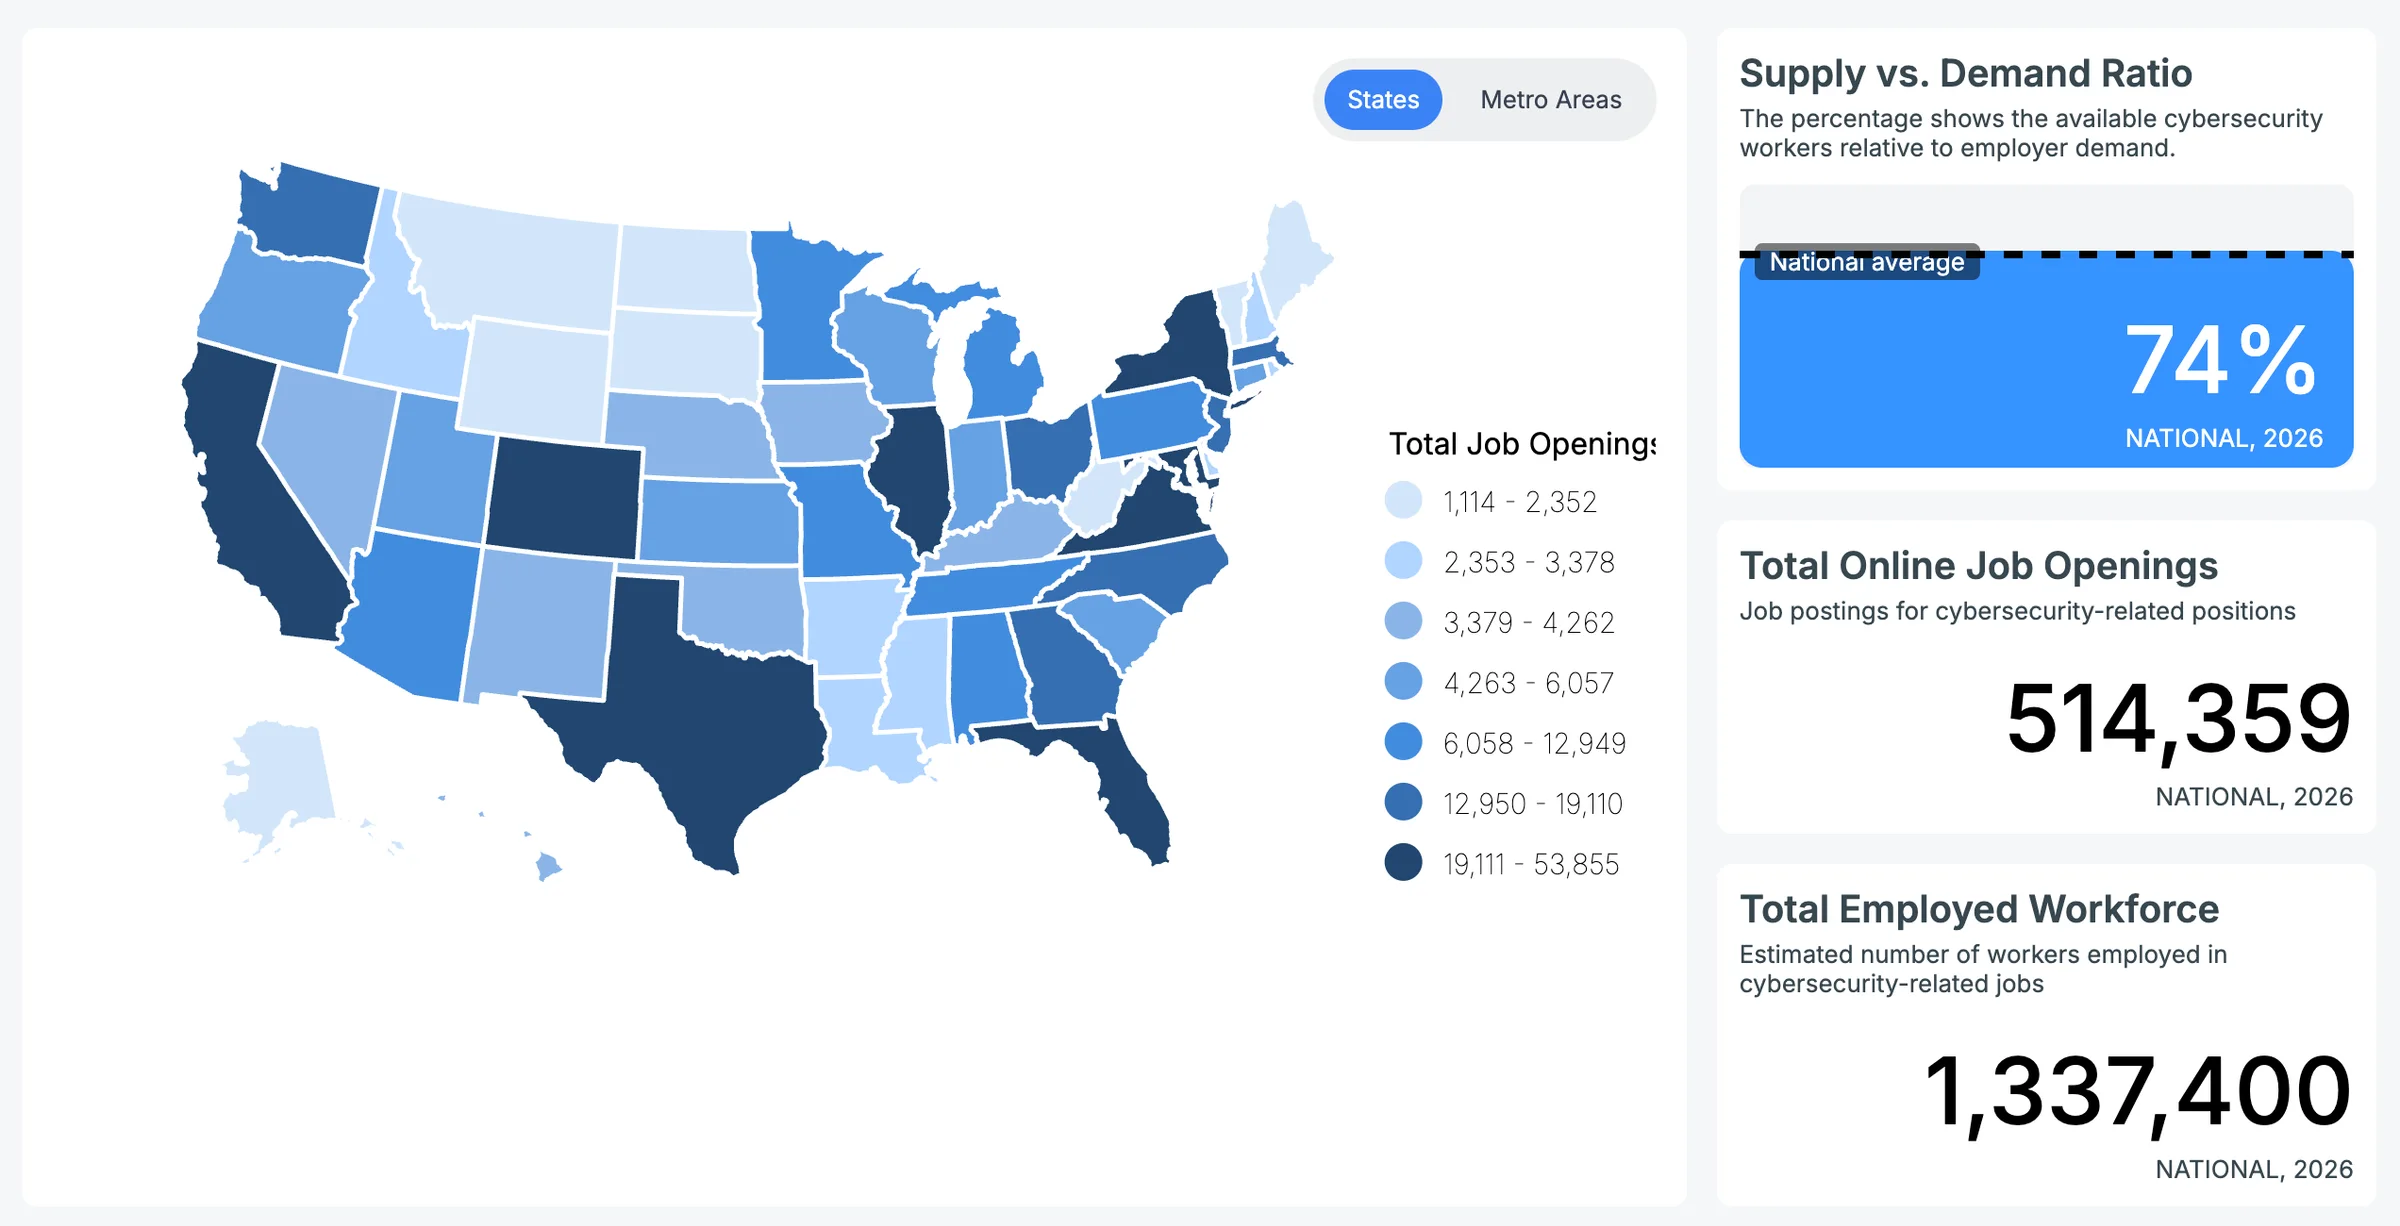 States
Metro Areas
Total Job Openings
1,114 - 2,352
2,353 - 3,378
3,379 - 4,262
4,263 - 6,057
6,058 - 12,949
12,950 - 19,110
19,111 - 53,855
Supply vs. Demand Ratio
The percentage shows the available cybersecurity
workers relative to employer demand.
National average
74%
NATIONAL, 2026
Total Online Job Openings
Job postings for cybersecurity-related positions
514,359
NATIONAL, 2026
Total Employed Workforce
Estimated number of workers employed in
cybersecurity-related jobs
1,337,400
NATIONAL, 2026